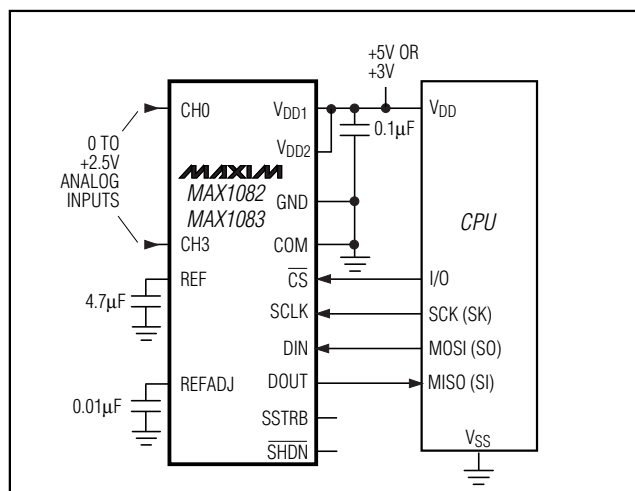 +5V OR
+3V
CH0
VDD1
VDD
0.1µF
VDD2
0 TO
+2.5V
ANALOG
INPUTS
MAXIM
MAX1082
MAX1083
GND
CPU
CH3
COM
REF
CS
I/O
4.7µF
SCLK
SCK (SK)
DIN
MOSI (SO)
REFADJ
DOUT
MISO (SI)
0.01µF
SSTRB
SHDN
VSS